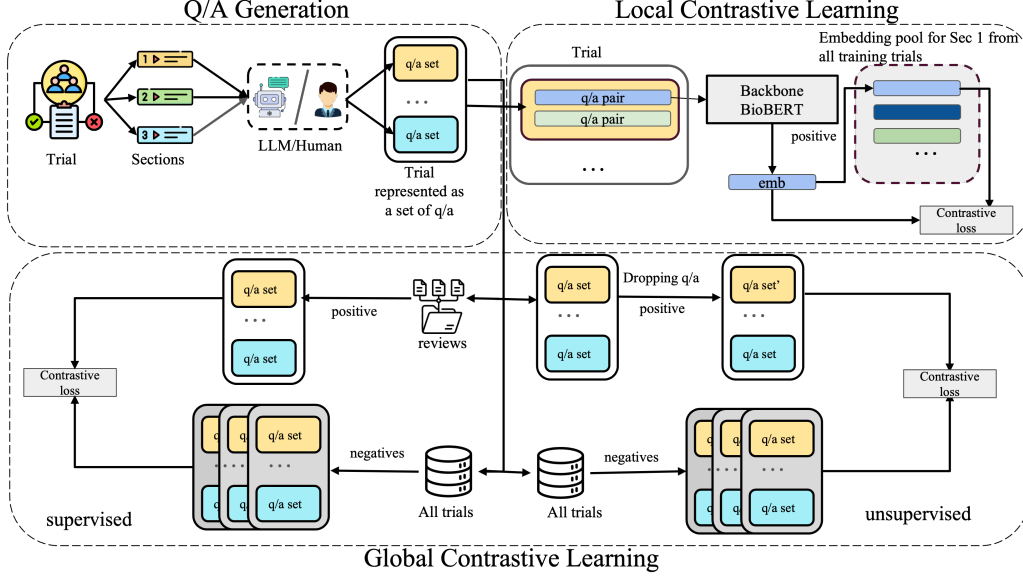 Q/A Generation
1
2
3
Trial
Sections
LLM/Human
q/a set
...
q/a set
Trial
represented as
a set of q/a
Local Contrastive Learning
Trial
q/a pair
q/a pair
...
Backbone
BioBERT
positive
emb
Embedding pool for Sec 1 from
all training trials
...
Contrastive
loss
q/a set
...
q/a set
positive
reviews
q/a set
...
q/a set
Dropping q/a
positive
q/a set’
...
q/a set
Contrastive
loss
Contrastive
loss
q
q/
q/a set
...
q
q/
q/a set
negatives
All trials
All trials
negatives
q/
q/
q/a set
...
q/
q/
q/a set
supervised
unsupervised
Global Contrastive Learning